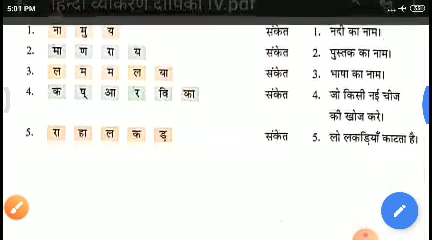 5:01 PM
हिन्दी व्याकरण दीपिका IV.pdf
1. ना मु य संकेत 1. नदी का नाम।
2. मा ण रा य संकेत 2. पुस्तक का नाम।
3. ल म म ल या संकेत 3. भाषा का नाम।
4. क ष् आ र वि का संकेत 4. जो किसी नई चीज
की खोज करे।
5. रा हा ल क ड़ संकेत 5. लो लकड़ियाँ काटता है।